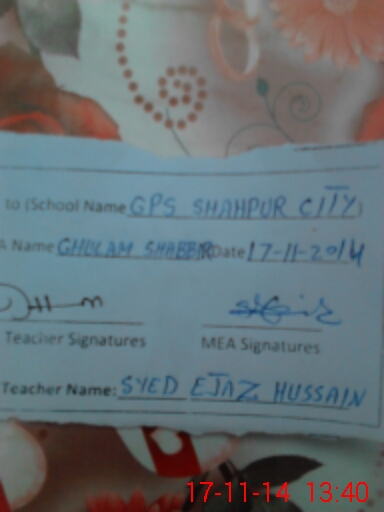 to (School Name GPS SHAHPUR CITY)
A Name GHULAM SHABBIR Date 17-11-2014
Teacher Signatures MEA Signatures
Teacher Name: SYED EJAZ HUSSAIN
17-11-14 13:40